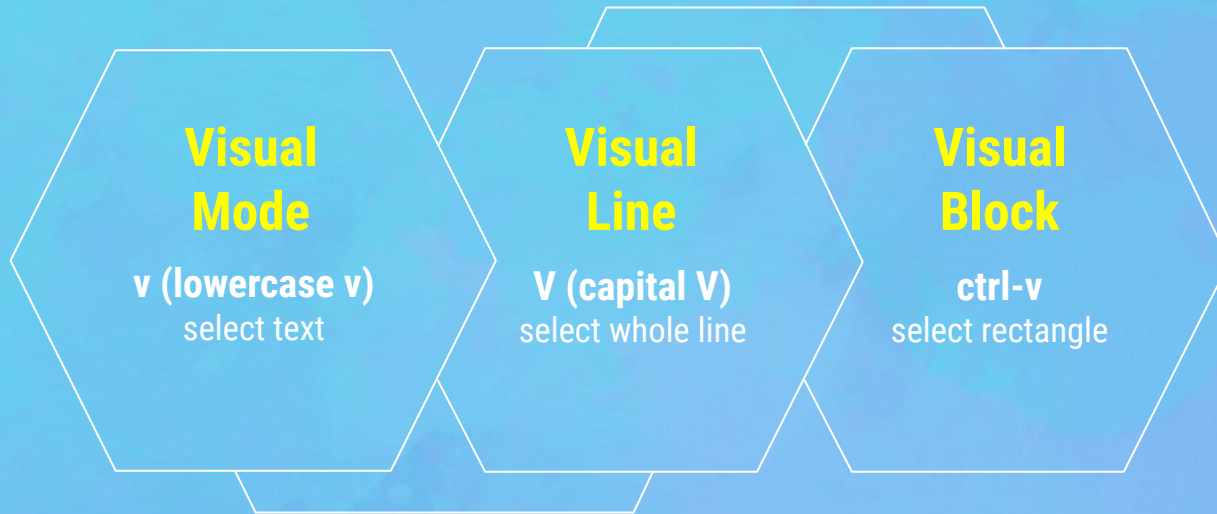 Visual
Mode
v (lowercase v)
select text
Visual
Line
V (capital V)
select whole line
Visual
Block
ctrl-v
select rectangle